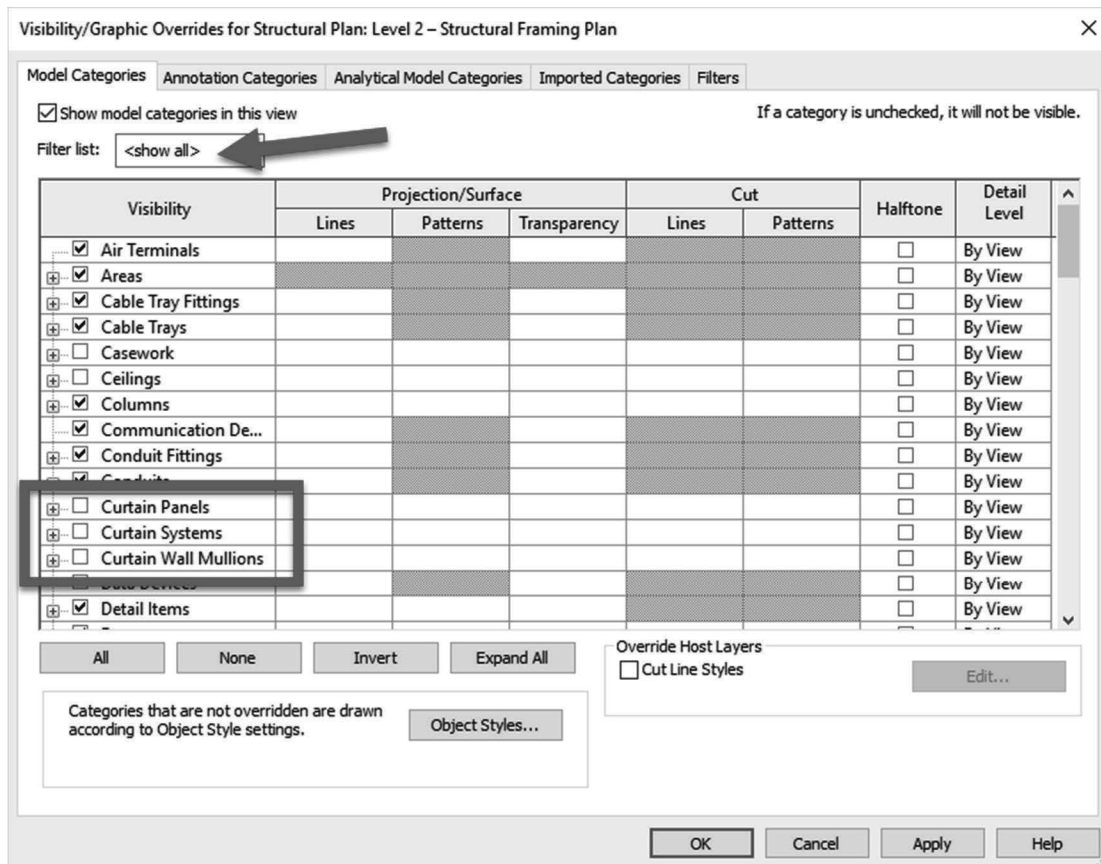 Visibility/Graphic Overrides for Structural Plan: Level 2 – Structural Framing Plan
Model Categories Annotation Categories Analytical Model Categories Imported Categories Filters
Show model categories in this view
If a category is unchecked, it will not be visible.
Filter list: <show all>
Visibility Projection/Surface Cut Halftone Detail Level
Lines Patterns Transparency Lines Patterns
Air Terminals By View
Areas By View
Cable Tray Fittings By View
Cable Trays By View
Casework By View
Ceilings By View
Columns By View
Communication De... By View
Conduit Fittings By View
Conduits By View
Curtain Panels By View
Curtain Systems By View
Curtain Wall Mullions By View
Data Devices By View
Detail Items By View
All None Invert Expand All
Override Host Layers
Cut Line Styles Edit...
Categories that are not overridden are drawn
according to Object Style settings.
Object Styles...
OK Cancel Apply Help